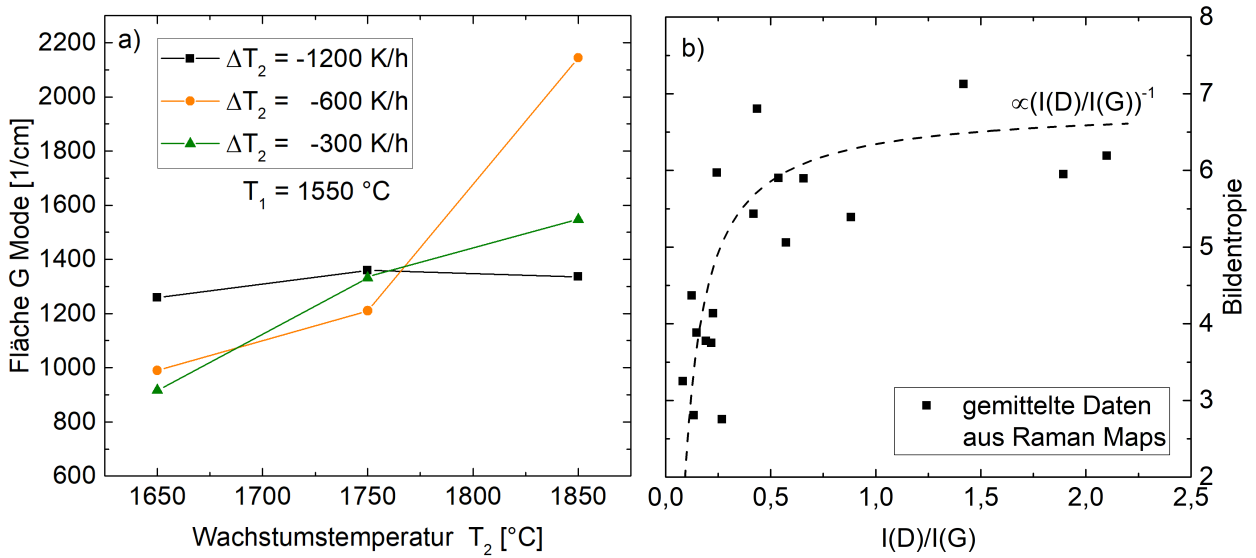 a)
ΔT₂ = -1200 K/h
ΔT₂ = -600 K/h
ΔT₂ = -300 K/h
T₁ = 1550 °C
Fläche G Mode [1/cm]
2200
2000
1800
1600
1400
1200
1000
800
600
1650
1700
1750
1800
1850
Wachstumstemperatur T₂ [°C]
b)
∝(I(D)/I(G))⁻¹
gemittelte Daten
aus Raman Maps
8
7
6
5
4
3
2
Bildentropie
0,0
0,5
1,0
1,5
2,0
2,5
I(D)/I(G)